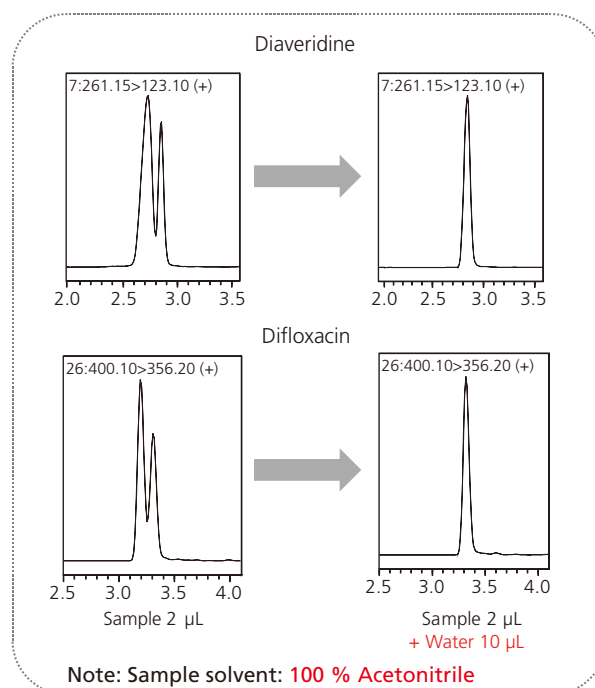 Diaveridine
7:261.15>123.10 (+)
7:261.15>123.10 (+)
2.0 2.5 3.0 3.5
2.0 2.5 3.0 3.5
Difloxacin
26:400.10>356.20 (+)
26:400.10>356.20 (+)
2.5 3.0 3.5 4.0
2.5 3.0 3.5 4.0
Sample 2 µL
Sample 2 µL
+ Water 10 µL
Note: Sample solvent: 100 % Acetonitrile